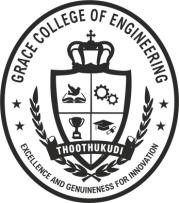 GRACE COLLEGE OF ENGINEERING
THOOTHUKUDI
EXCELLENCE AND GENUINENESS FOR INNOVATION